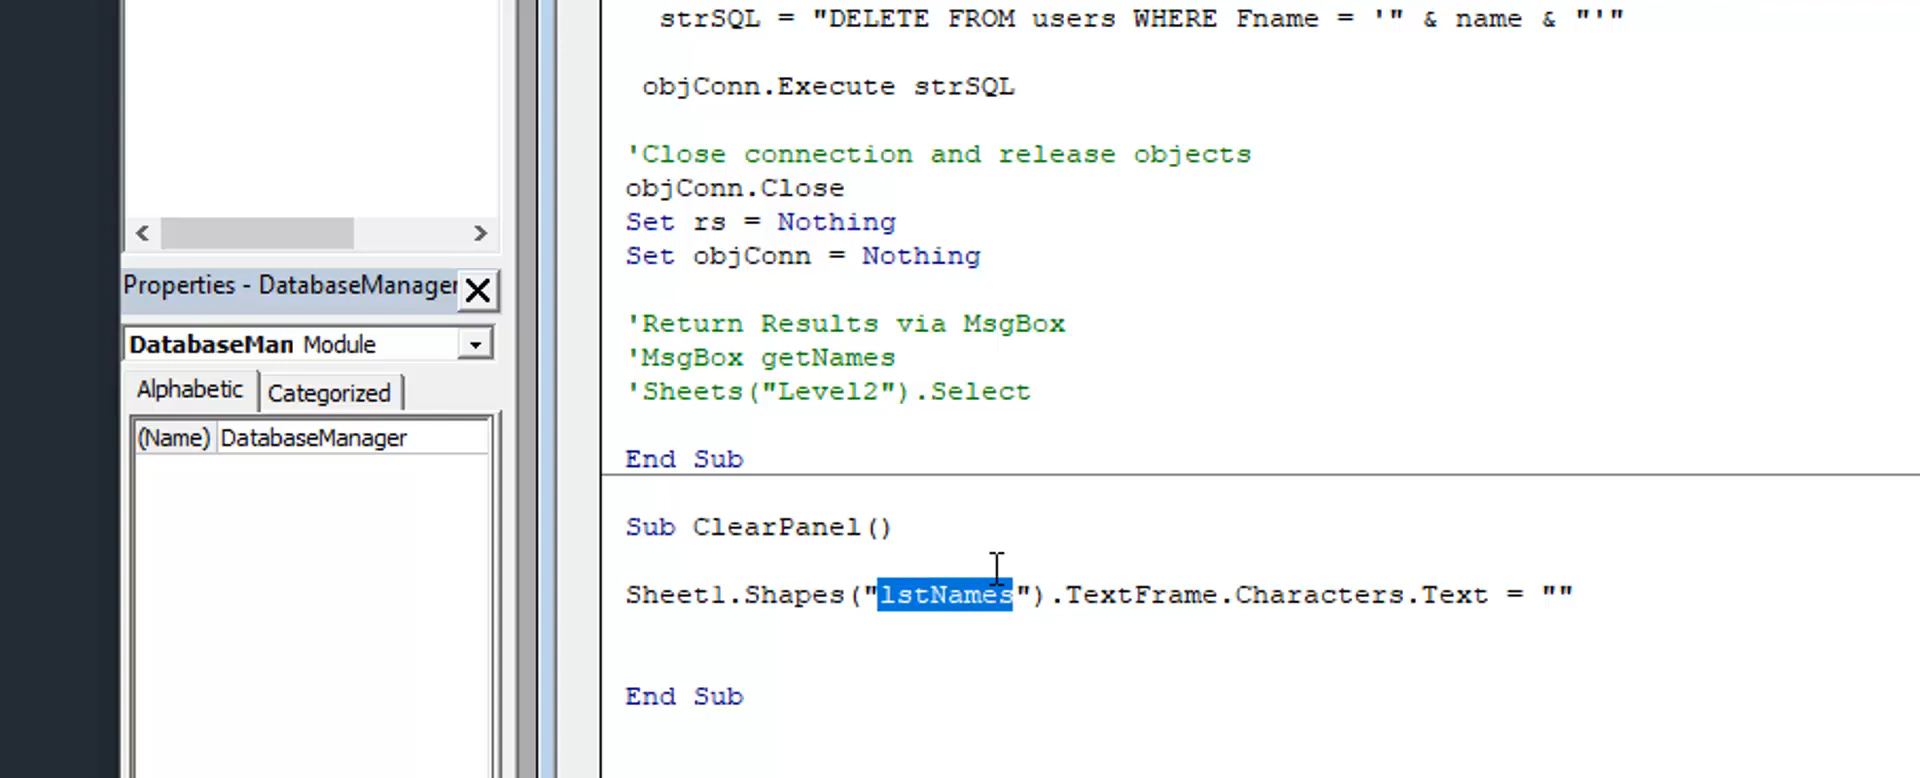 strSQL = "DELETE FROM users WHERE Fname = '" & name & "'"
objConn.Execute strSQL
'Close connection and release objects
objConn.Close
Set rs = Nothing
Set objConn = Nothing
'Return Results via MsgBox
'MsgBox getNames
'Sheets("Level2").Select
End Sub
Sub ClearPanel()
Sheet1.Shapes("lstNames").TextFrame.Characters.Text = ""
End Sub
Properties - DatabaseManager
DatabaseMan Module
Alphabetic Categorized
(Name) DatabaseManager